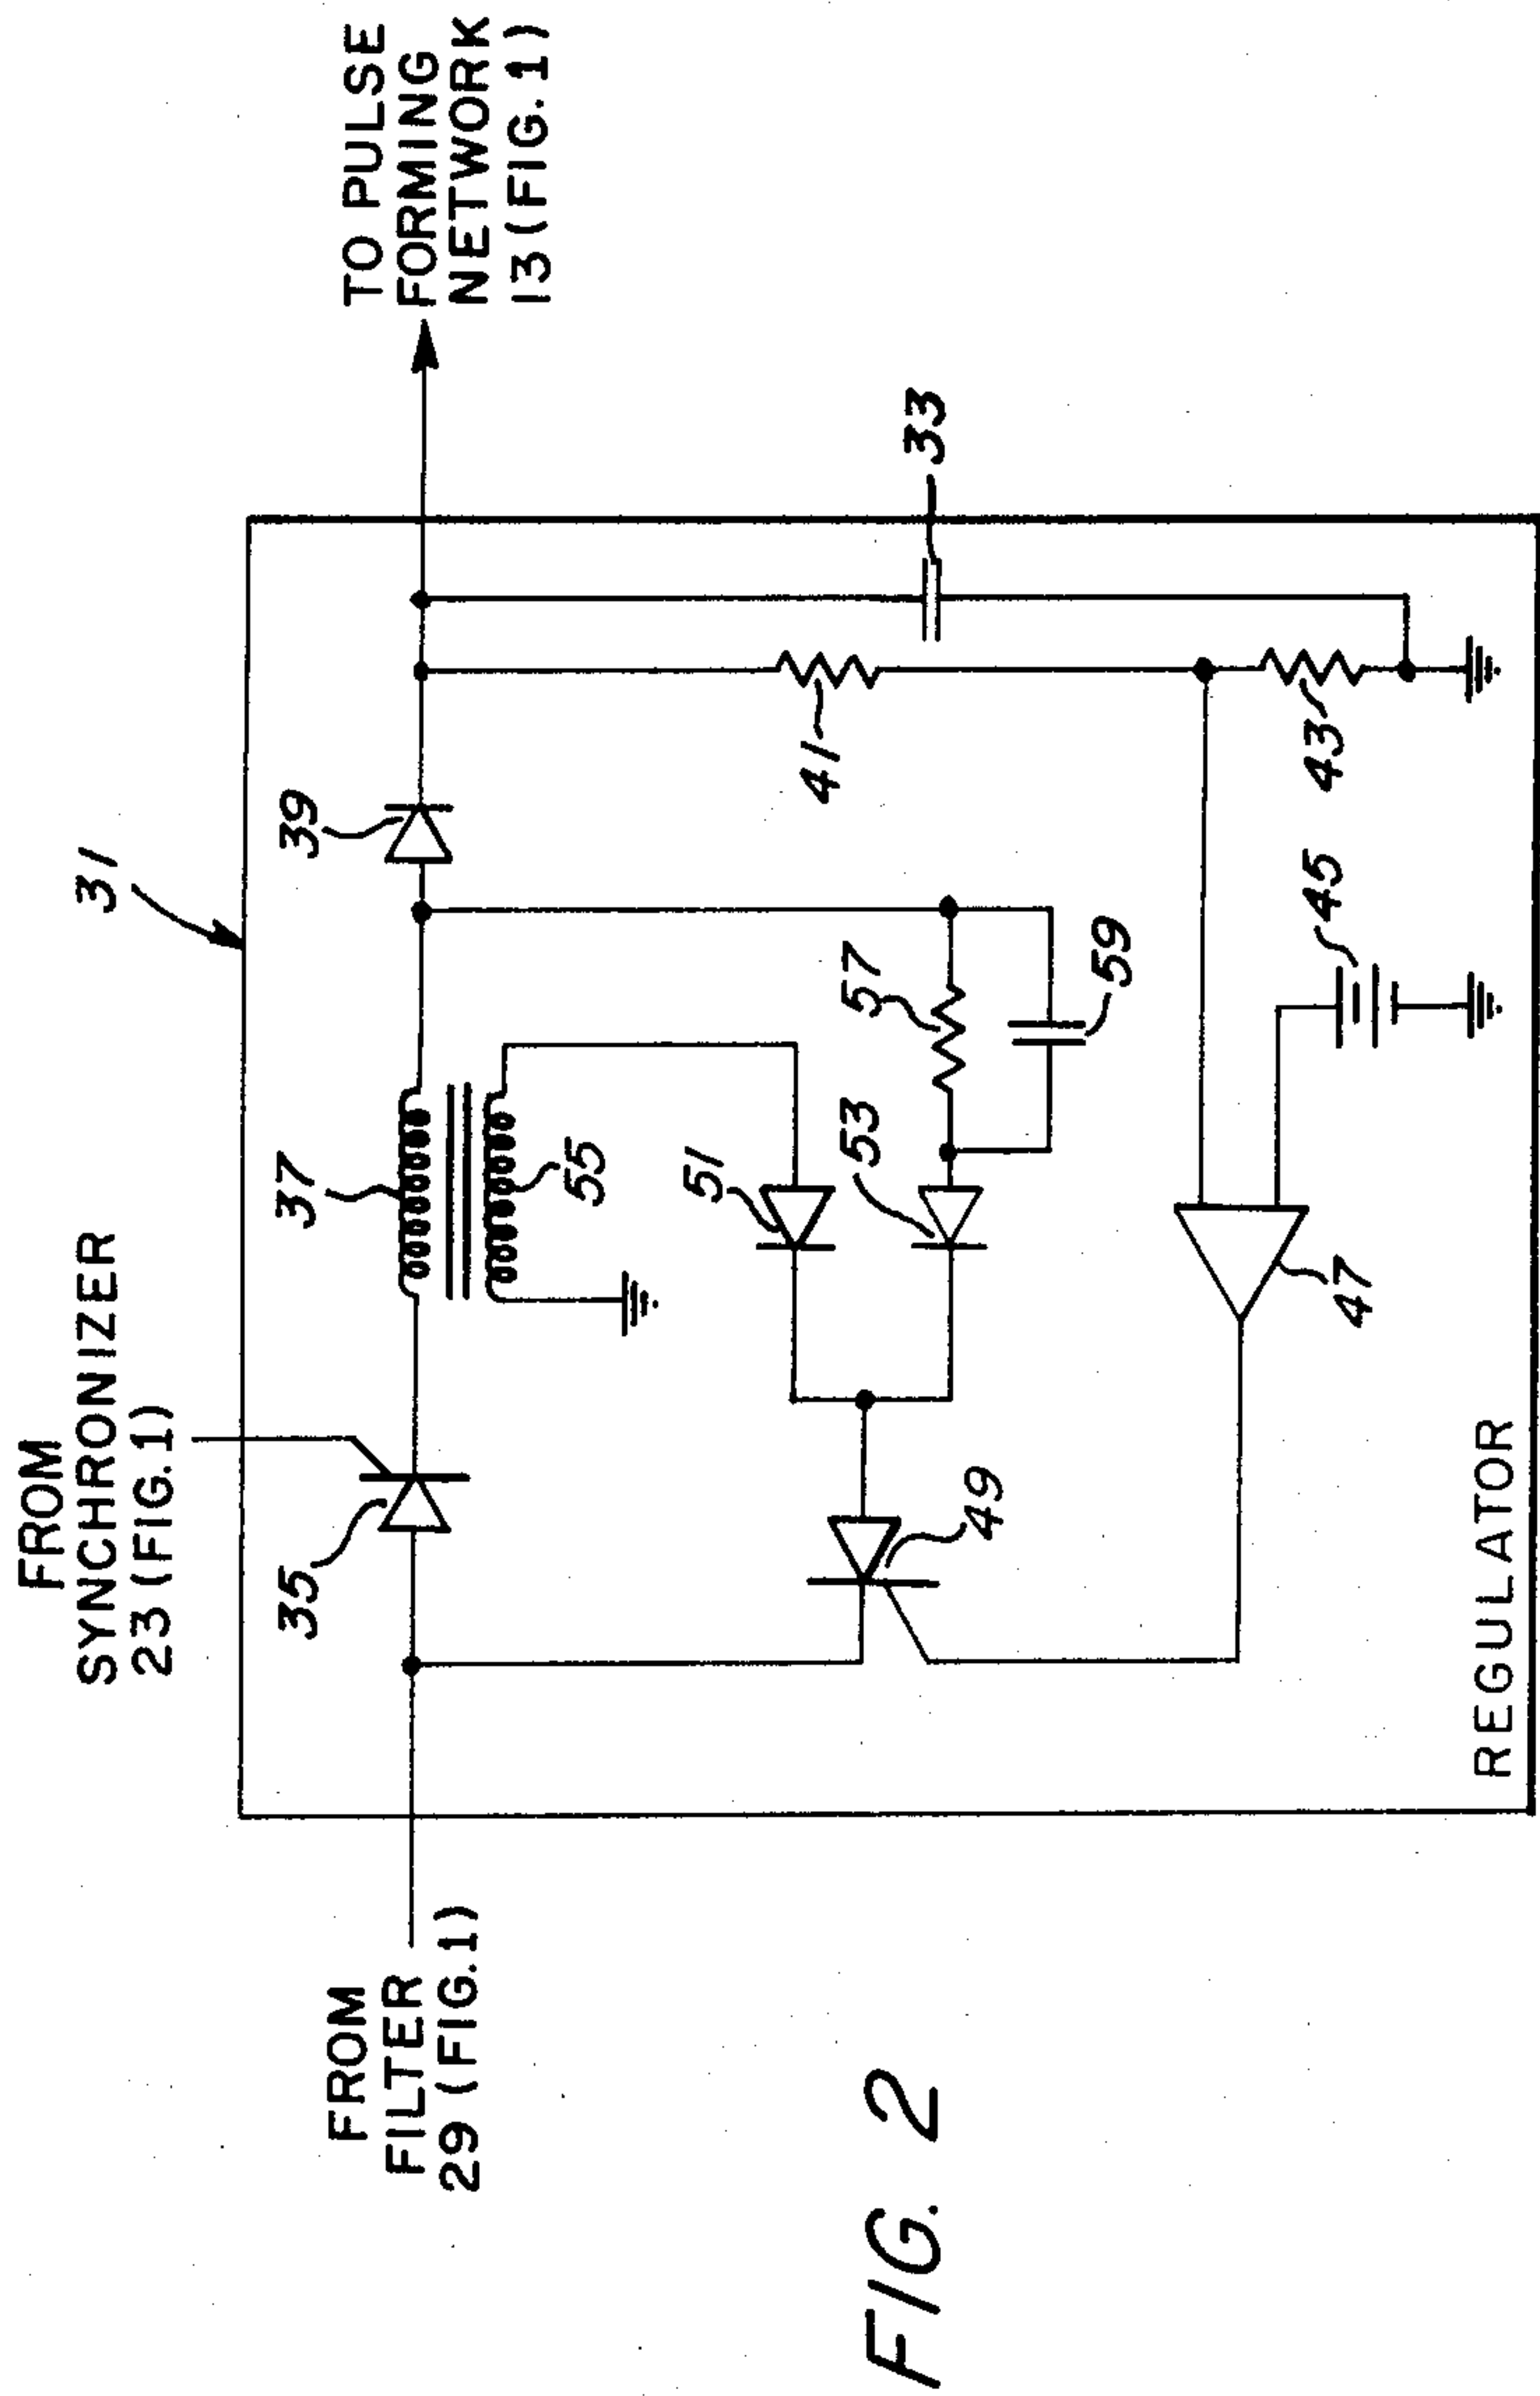 FROM
SYNCHRONIZER
23 (FIG. 1)
31
TO PULSE
FORMING
NETWORK
13 (FIG. 1)
FROM
FILTER
29 (FIG. 1)
35
37
39
55
51
53
57
59
49
41
33
43
45
47
REGULATOR
FIG. 2